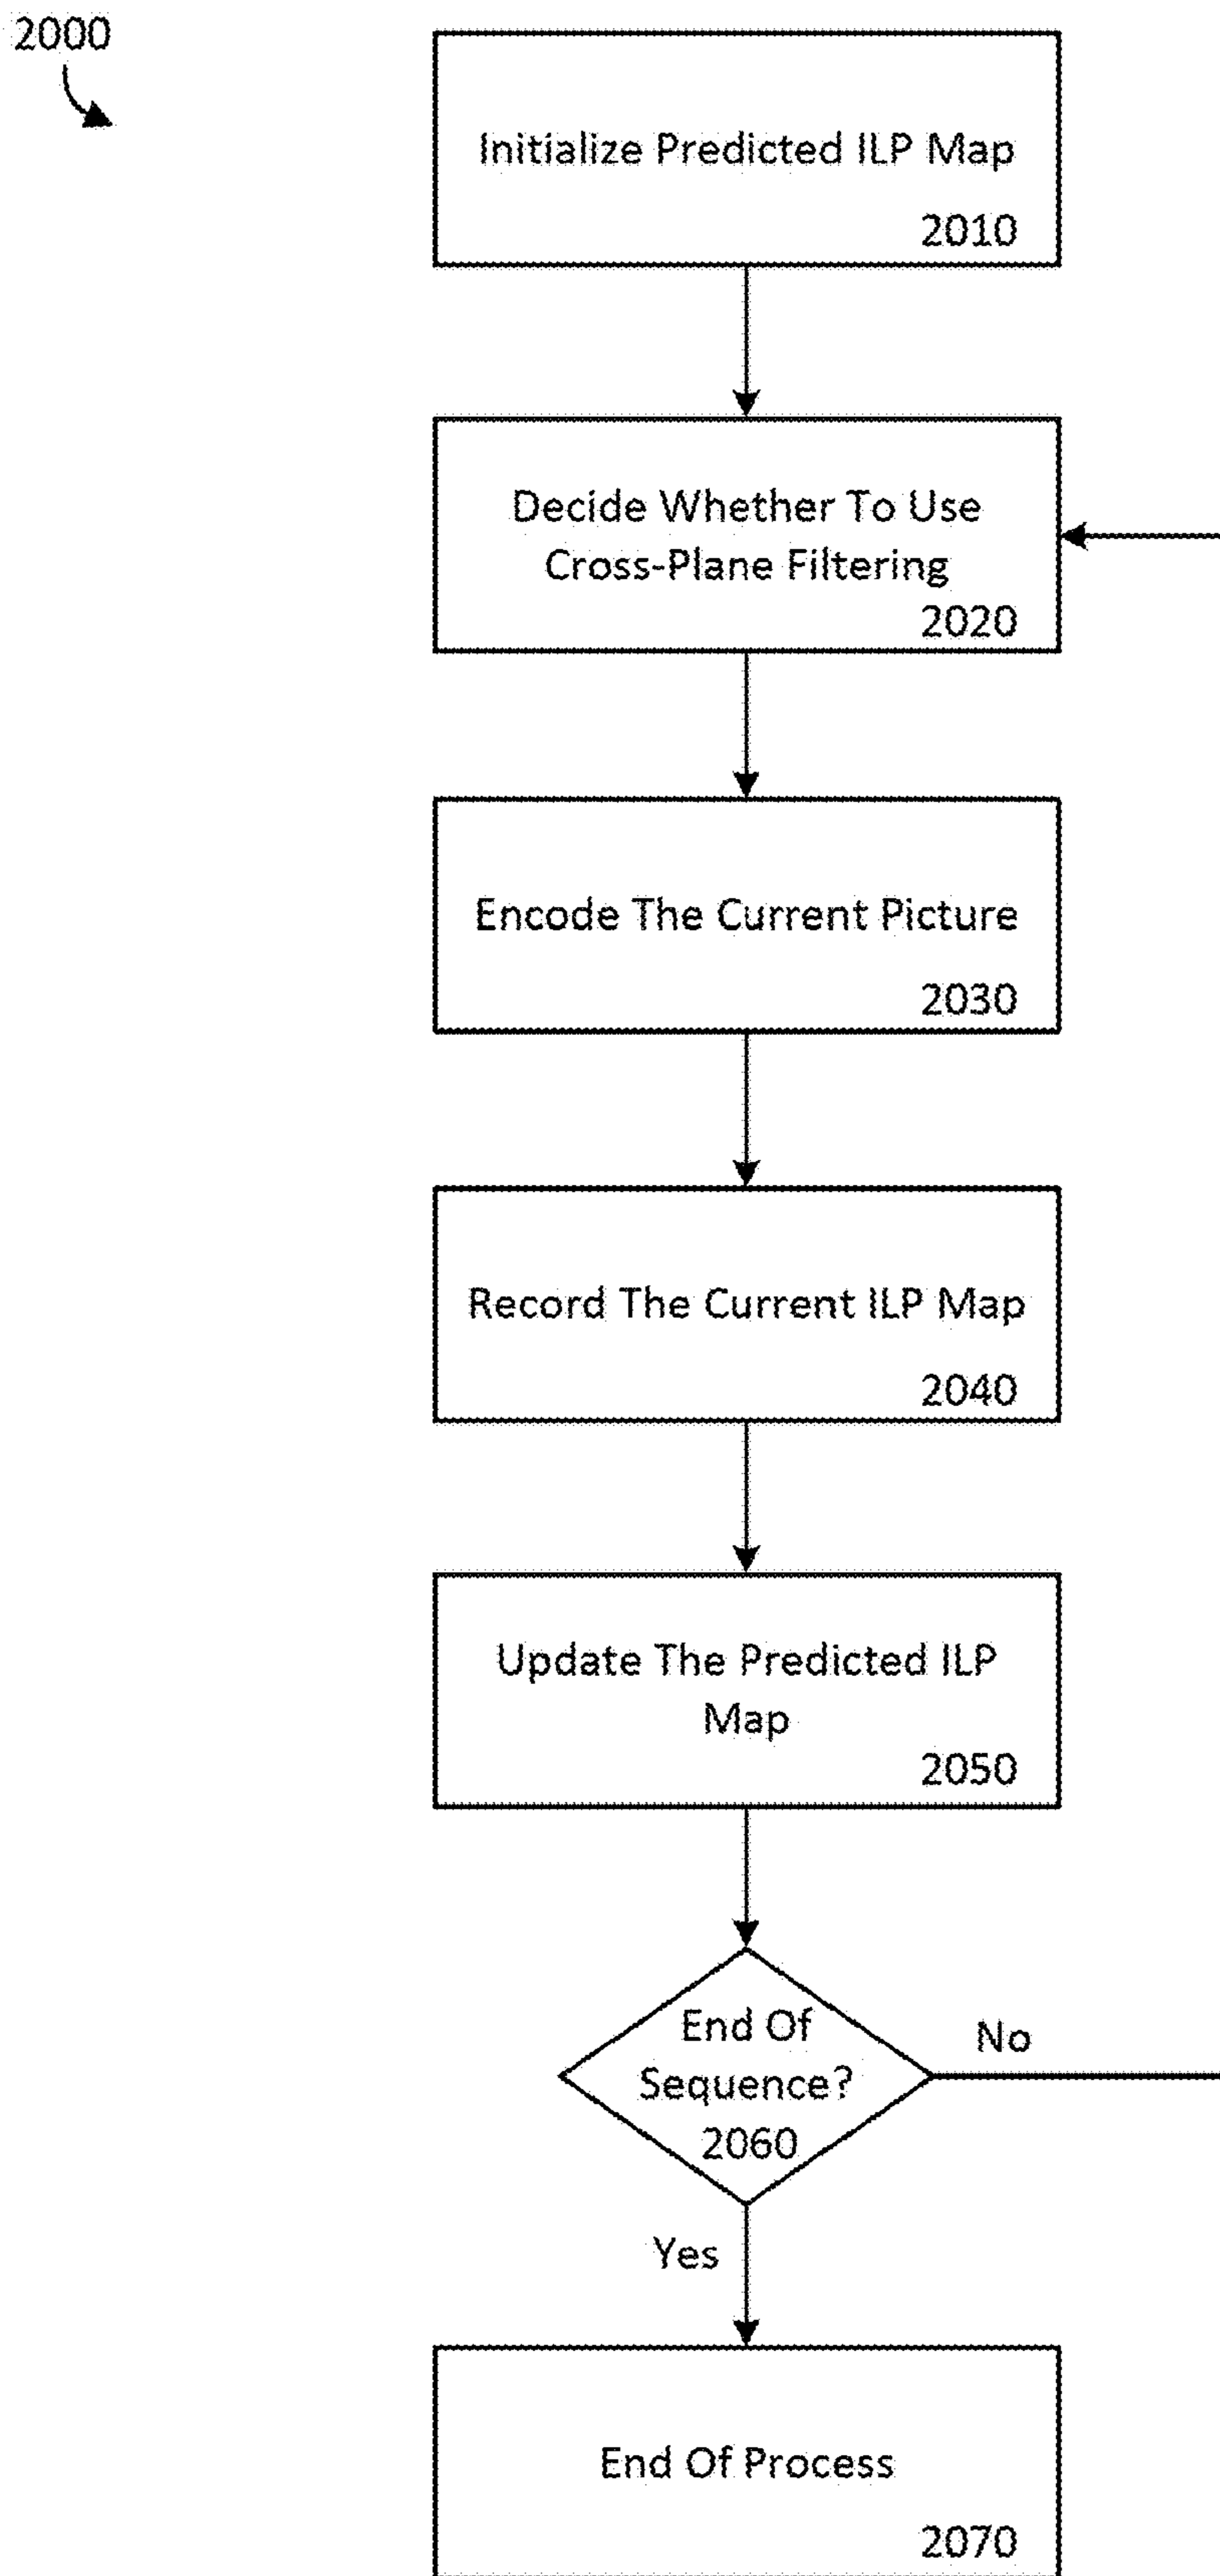 2000
Initialize Predicted ILP Map
2010
Decide Whether To Use
Cross-Plane Filtering
2020
Encode The Current Picture
2030
Record The Current ILP Map
2040
Update The Predicted ILP
Map
2050
End Of
Sequence?
2060
No
Yes
End Of Process
2070